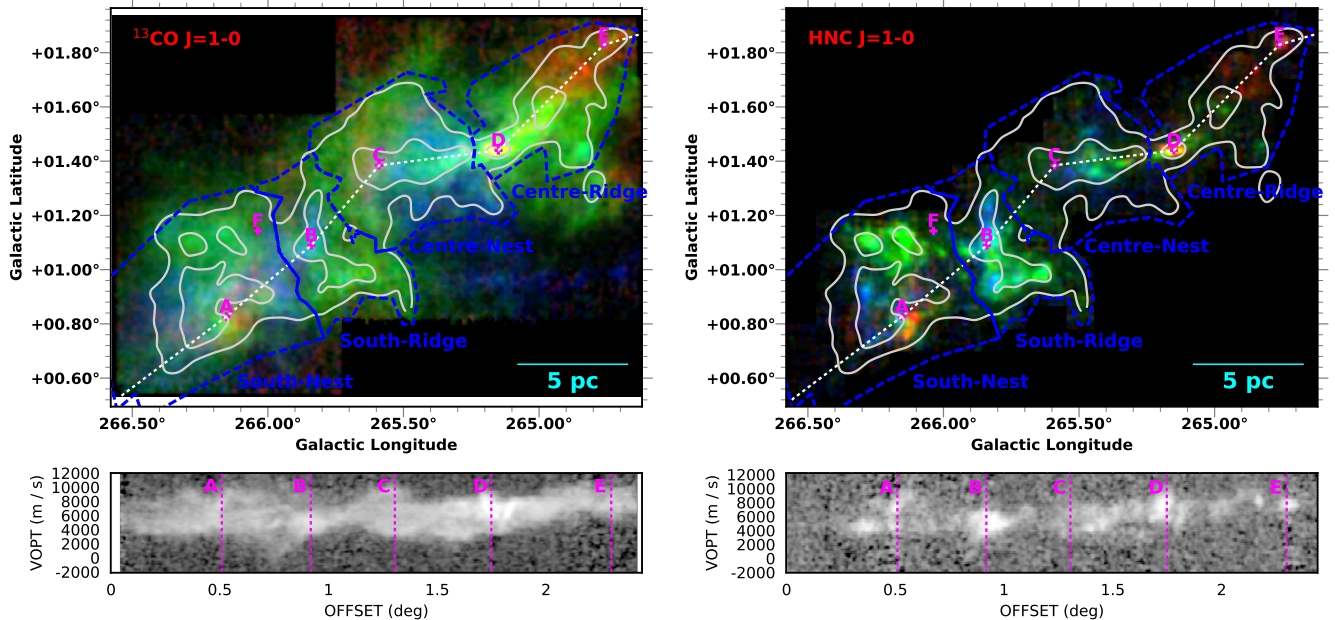 ¹³CO J=1-0
+01.80°
+01.60°
+01.40°
+01.20°
+01.00°
+00.80°
+00.60°
Galactic Latitude
E
D
C
F
B
A
Centre-Ridge
Centre-Nest
South-Ridge
South-Nest
5 pc
266.50°
266.00°
265.50°
265.00°
Galactic Longitude
HNC J=1-0
+01.80°
+01.60°
+01.40°
+01.20°
+01.00°
+00.80°
+00.60°
Galactic Latitude
E
D
C
F
B
A
Centre-Ridge
Centre-Nest
South-Ridge
South-Nest
5 pc
266.50°
266.00°
265.50°
265.00°
Galactic Longitude
12000
10000
8000
6000
4000
2000
0
-2000
VOPT (m / s)
A B C D E
0 0.5 1 1.5 2
OFFSET (deg)
12000
10000
8000
6000
4000
2000
0
-2000
VOPT (m / s)
A B C D E
0 0.5 1 1.5 2
OFFSET (deg)